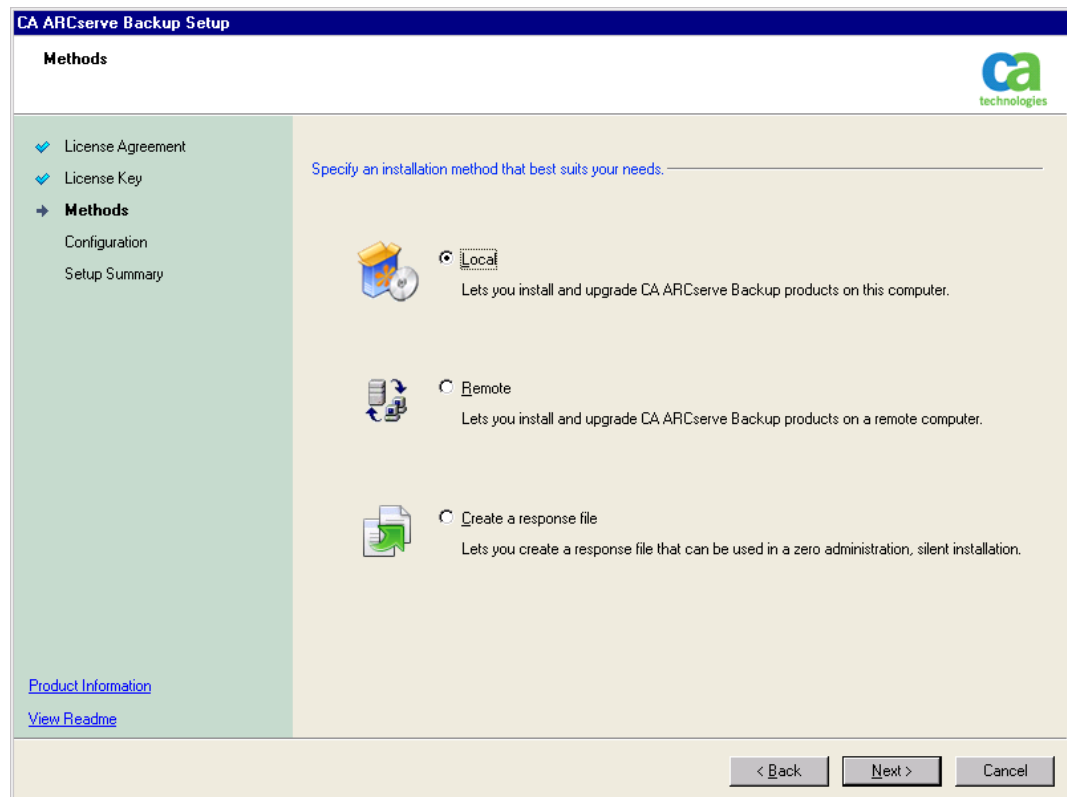 CA ARCserve Backup Setup
Methods
ca
technologies
License Agreement
License Key
Methods
Configuration
Setup Summary
Specify an installation method that best suits your needs.
Local
Lets you install and upgrade CA ARCserve Backup products on this computer.
Remote
Lets you install and upgrade CA ARCserve Backup products on a remote computer.
Create a response file
Lets you create a response file that can be used in a zero administration, silent installation.
Product Information
View Readme
< Back
Next >
Cancel